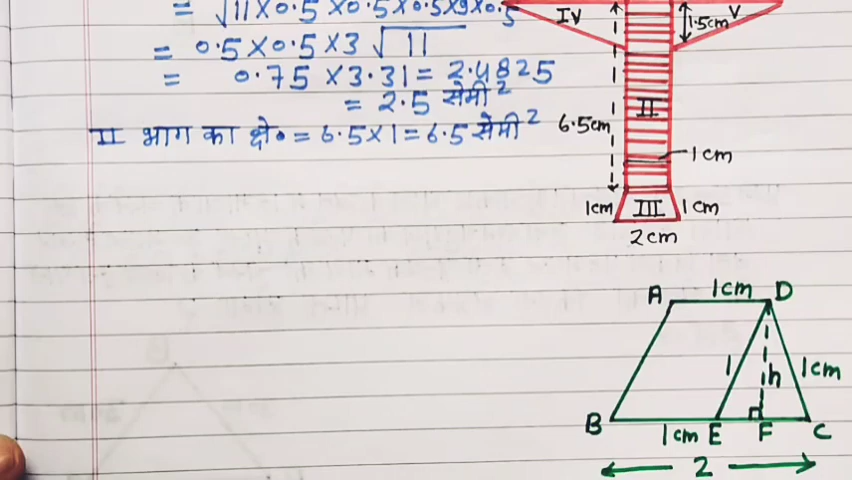 = √11×0.5×0.5×0.5×9×0.5
= 0.5×0.5×3√11
= 0.75×3.31=2.4825
= 2.5 सेमी²
II भाग का क्षे॰ = 6.5×1=6.5 सेमी²
IV
1.5cm
V
II
6.5cm
1cm
1cm
III
1cm
2cm
A
1cm
D
1
h
1cm
B
1cm
E
F
C
2